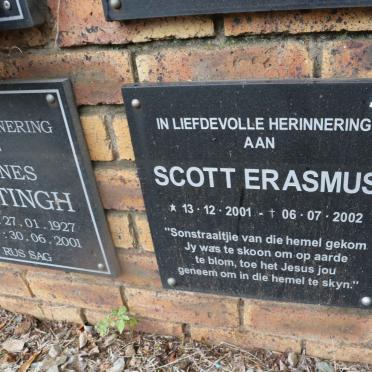 NERING
NES
TINGH
27.01.1927
30.06.2001
RUS SAG
IN LIEFDEVOLLE HERINNERING
AAN
SCOTT ERASMUS
* 13·12·2001 - † 06·07·2002
"Sonstraaltjie van die hemel gekom
Jy was te skoon om op aarde
te blom, toe het Jesus jou
geneem om in die hemel te skyn."